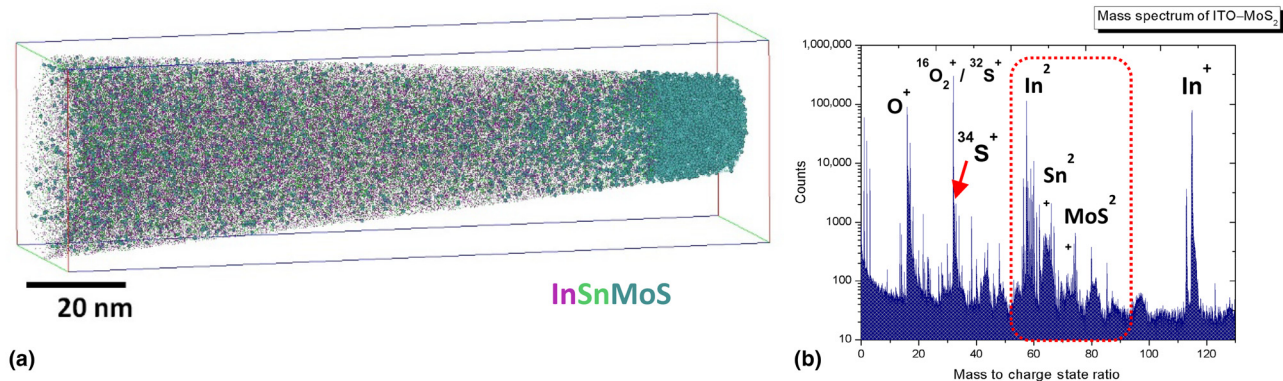 20 nm
InSnMoS
(a)
Mass spectrum of ITO–MoS₂
1,000,000
100,000
10,000
1000
100
10
Counts
O⁺
¹⁶O₂⁺ / ³²S⁺
³⁴S⁺
In²
Sn²
+
MoS²
+
In⁺
0 20 40 60 80 100 120
Mass to charge state ratio
(b)